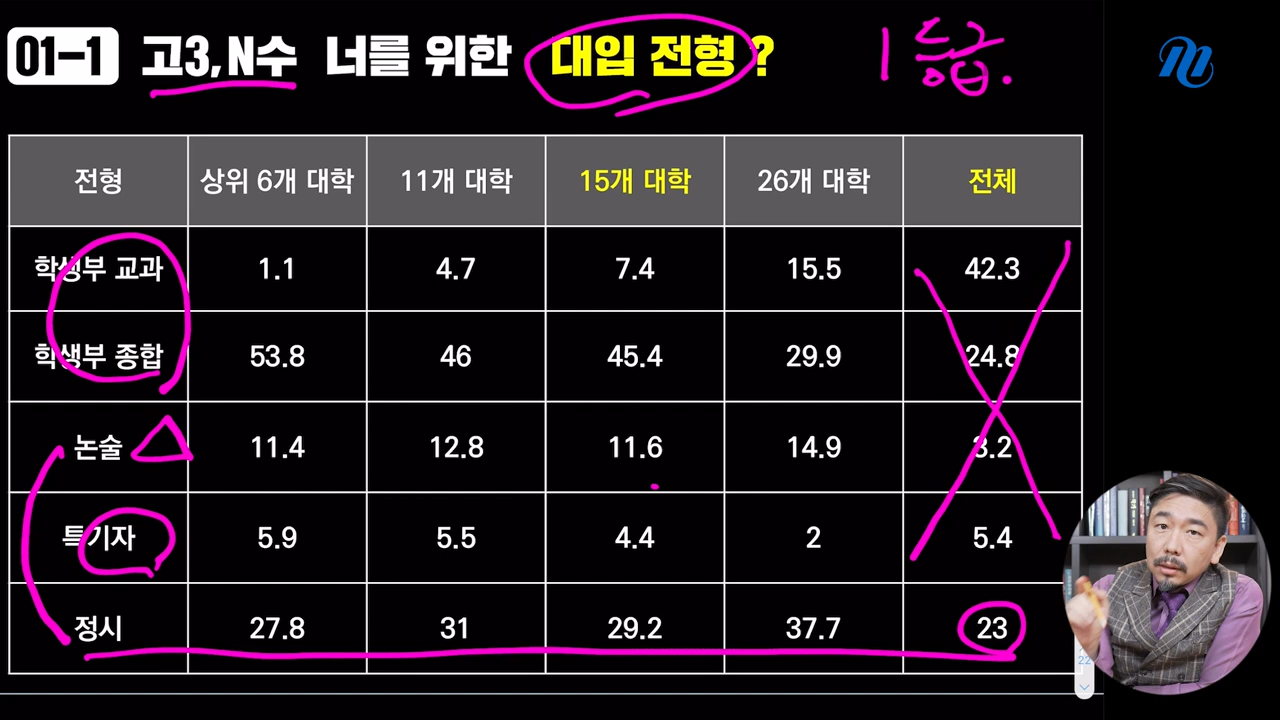 01-1 고3, N수 너를 위한 대입 전형? 1등급.
전형 상위 6개 대학 11개 대학 15개 대학 26개 대학 전체
학생부 교과 1.1 4.7 7.4 15.5 42.3
학생부 종합 53.8 46 45.4 29.9 24.8
논술 11.4 12.8 11.6 14.9 3.2
특기자 5.9 5.5 4.4 2 5.4
정시 27.8 31 29.2 37.7 23
22